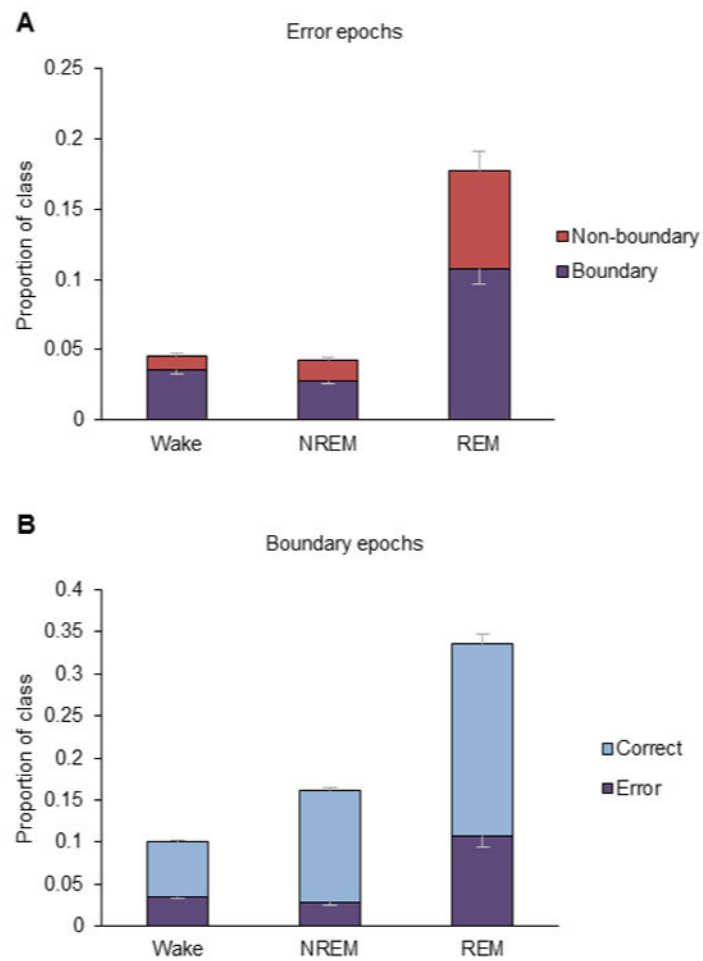 A
Error epochs
Proportion of class
0.25
0.2
0.15
0.1
0.05
0
Wake NREM REM
Non-boundary
Boundary
B
Boundary epochs
Proportion of class
0.4
0.35
0.3
0.25
0.2
0.15
0.1
0.05
0
Wake NREM REM
Correct
Error